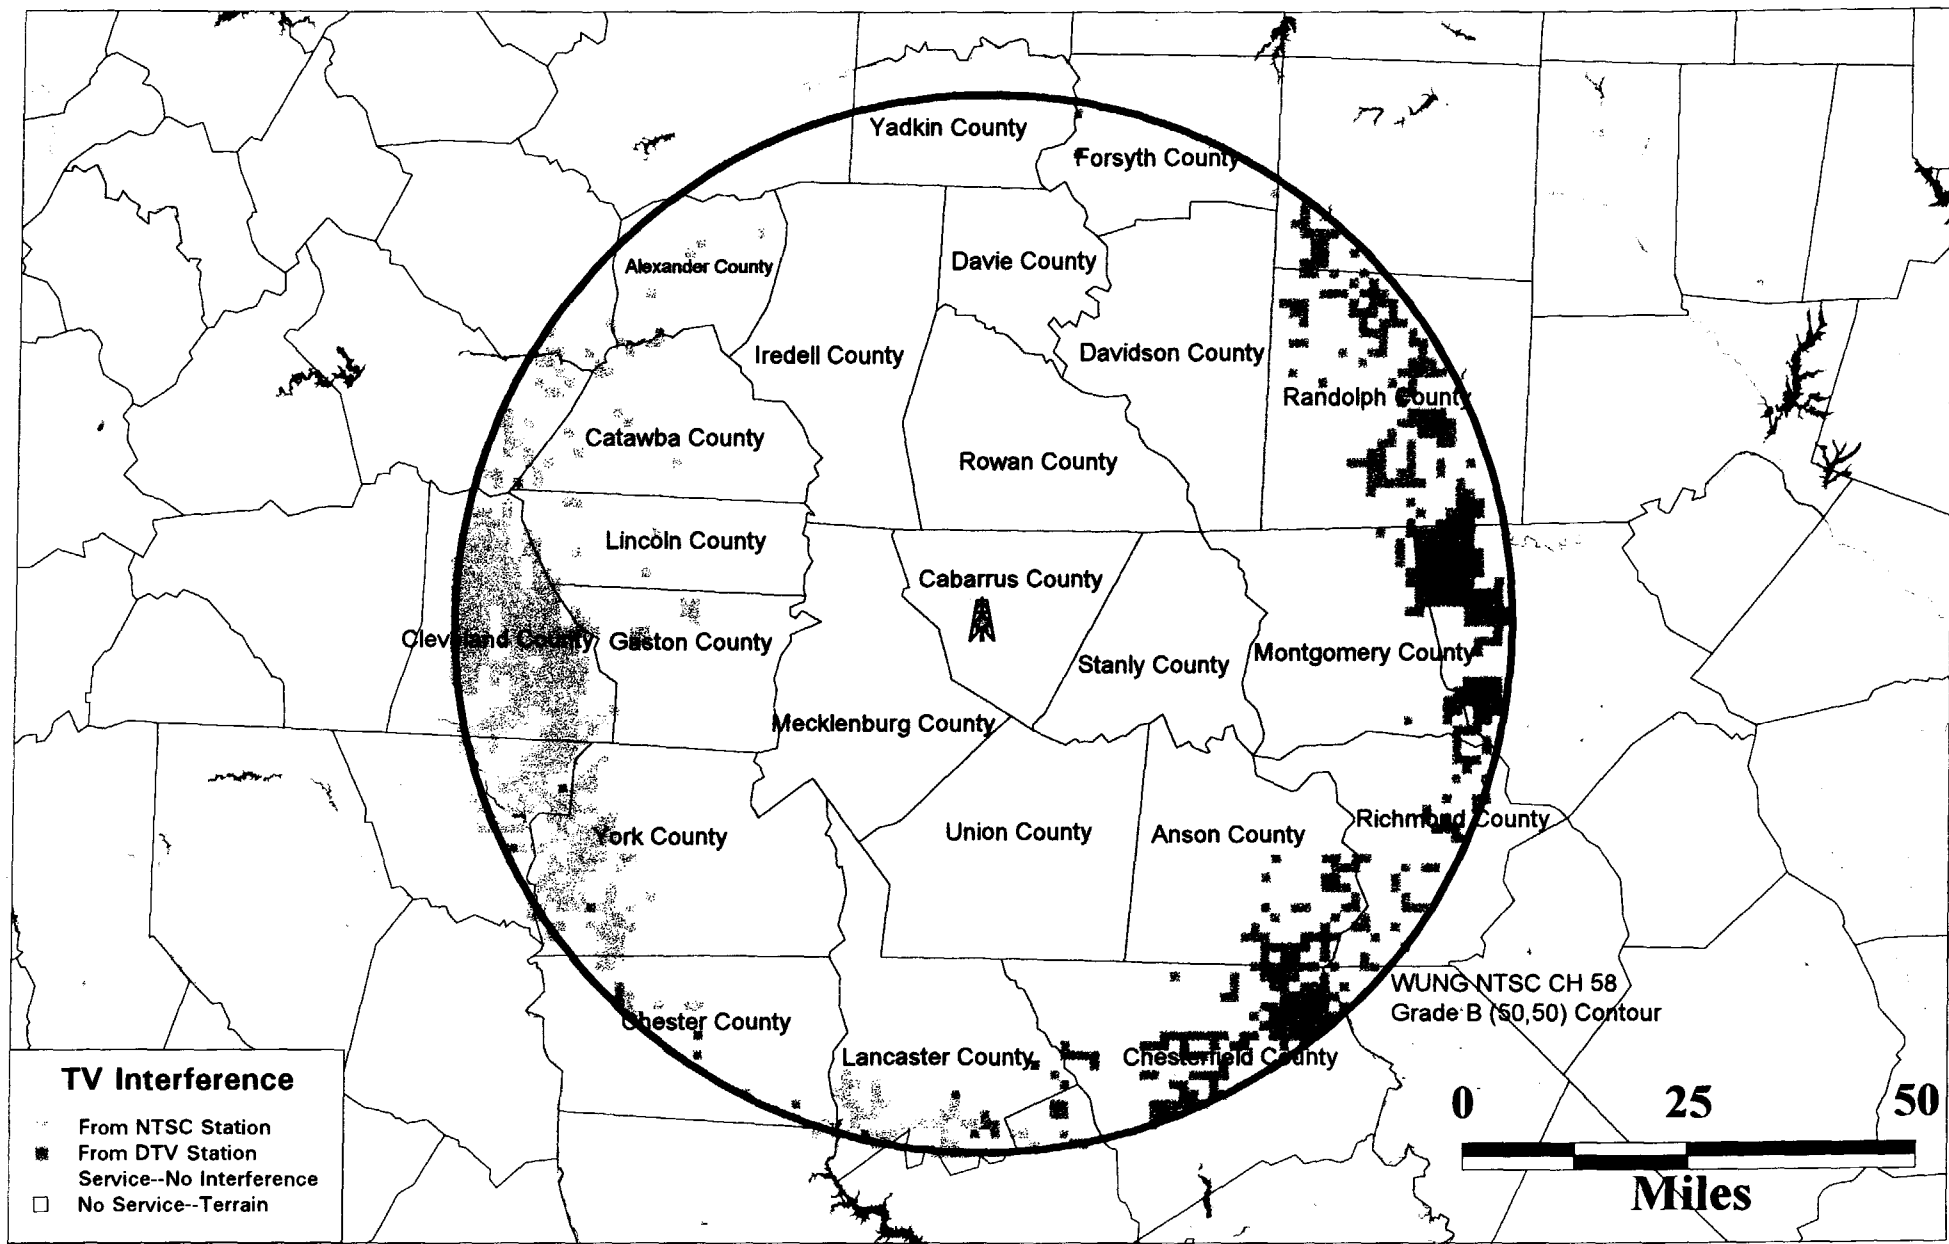 Yadkin County
Forsyth County
Alexander County
Davie County
Iredell County
Davidson County
Randolph County
Catawba County
Rowan County
Lincoln County
Cabarrus County
Cleveland County
Gaston County
Stanly County
Montgomery County
Mecklenburg County
York County
Union County
Anson County
Richmond County
WUNG NTSC CH 58
Grade B (50,50) Contour
Chester County
Lancaster County
Chesterfield County
TV Interference
From NTSC Station
From DTV Station
Service--No Interference
No Service--Terrain
0 25 50
Miles